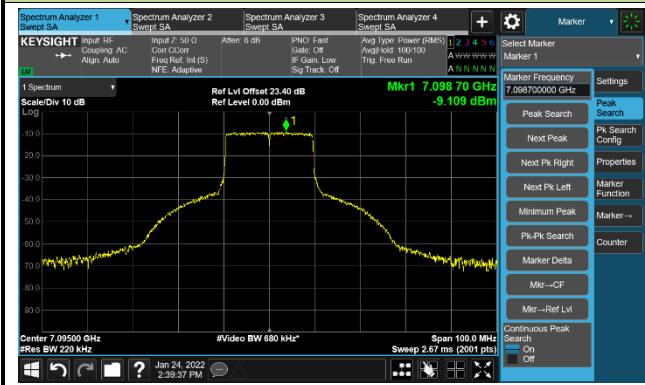 Spectrum Analyzer 1
Swept SA
Spectrum Analyzer 2
Swept SA
Spectrum Analyzer 3
Swept SA
Spectrum Analyzer 4
Swept SA
+
Marker
KEYSIGHT
Input: RF
Coupling: AC
Align: Auto
Input Z: 50 Ω
Corr CCorr
Freq Ref: Int (S)
NFE: Adaptive
Atten: 6 dB
PNO: Fast
Gate: Off
IF Gain: Low
Sig Track: Off
Avg Type: Power (RMS)
Avg|Hold: 100/100
Trig: Free Run
1 2 3 4 5 6
A W W W W W
A N N N N N
Select Marker
Marker 1
LXI
1 Spectrum
Scale/Div 10 dB
Log
Ref Lvl Offset 23.40 dB
Ref Level 0.00 dBm
Mkr1 7.098 70 GHz
-9.109 dBm
1
-10.0
-20.0
-30.0
-40.0
-50.0
-60.0
-70.0
-80.0
-90.0
Center 7.09500 GHz
#Res BW 220 kHz
#Video BW 680 kHz*
Span 100.0 MHz
Sweep 2.67 ms (2001 pts)
Marker Frequency
7.098700000 GHz
Peak Search
Next Peak
Next Pk Right
Next Pk Left
Minimum Peak
Pk-Pk Search
Marker Delta
Mkr→CF
Mkr→Ref Lvl
Continuous Peak
Search
On
Off
Settings
Peak
Search
Pk Search
Config
Properties
Marker
Function
Marker→
Counter
?
Jan 24, 2022
2:39:37 PM